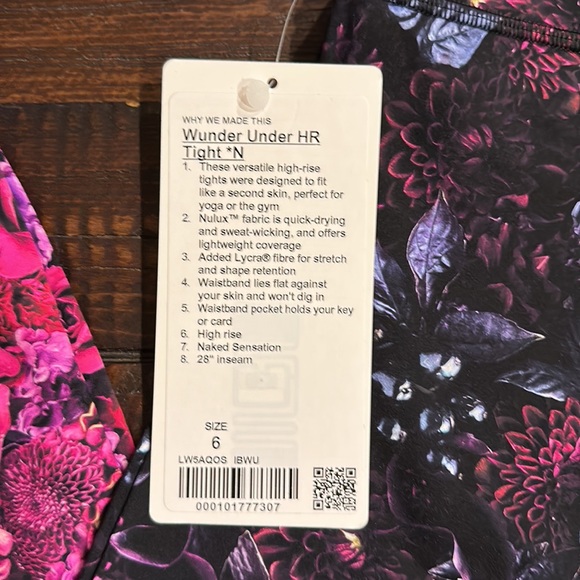 WHY WE MADE THIS
Wunder Under HR
Tight *N
1. These versatile high-rise
tights were designed to fit
like a second skin, perfect for
yoga or the gym
2. Nulux™ fabric is quick-drying
and sweat-wicking, and offers
lightweight coverage
3. Added Lycra® fibre for stretch
and shape retention
4. Waistband lies flat against
your skin and won't dig in
5. Waistband pocket holds your key
or card
6. High rise
7. Naked Sensation
8. 28" inseam
SIZE
6
LW5AQOS IBWU
000101777307